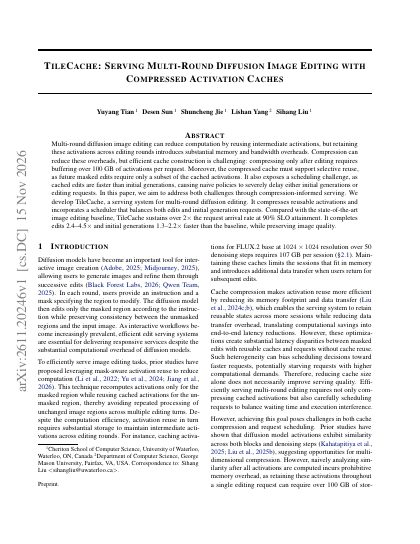 TILECACHE: SERVING MULTI-ROUND DIFFUSION IMAGE EDITING WITH
COMPRESSED ACTIVATION CACHES
Yuyang Tian 1 Desen Sun 1 Shuncheng Jie 1 Lishan Yang 2 Sihang Liu 1
ABSTRACT
Multi-round diffusion image editing can reduce computation by reusing intermediate activations, but retaining
these activations across editing rounds introduces substantial memory and bandwidth overheads. Compression can
reduce these overheads, but efficient cache construction is challenging: compressing only after editing requires
buffering over 100 GB of activations per request. Moreover, the compressed cache must support selective reuse,
as future masked edits require only a subset of the cached activations. It also exposes a scheduling challenge, as
cached edits are faster than initial generations, causing naive policies to severely delay either initial generations or
editing requests. In this paper, we aim to address both challenges through compression-informed serving. We
develop TileCache, a serving system for multi-round diffusion editing. It compresses reusable activations and
incorporates a scheduler that balances both edits and initial generation requests. Compared with the state-of-the-art
image editing baseline, TileCache sustains over 2× the request arrival rate at 90% SLO attainment. It completes
edits 2.4–4.5× and initial generations 1.3–2.2× faster than the baseline, while preserving image quality.
1 INTRODUCTION
Diffusion models have become an important tool for inter-
active image creation (Adobe, 2025; Midjourney, 2025),
allowing users to generate images and refine them through
successive edits (Black Forest Labs, 2026; Qwen Team,
2025). In each round, users provide an instruction and a
mask specifying the region to modify. The diffusion model
then edits only the masked region according to the instruc-
tion while preserving consistency between the unmasked
regions and the input image. As interactive workflows be-
come increasingly prevalent, efficient edit serving systems
are essential for delivering responsive services despite the
substantial computational overhead of diffusion models.
To efficiently serve image editing tasks, prior studies have
proposed leveraging mask-aware activation reuse to reduce
computation (Li et al., 2022; Yu et al., 2024; Jiang et al.,
2026). This technique recomputes activations only for the
masked region while reusing cached activations for the un-
masked region, thereby avoiding repeated processing of
unchanged image regions across multiple editing turns. De-
spite the computation efficiency, activation reuse in turn
requires substantial storage to maintain intermediate acti-
vations across editing rounds. For instance, caching activa-
1Cheriton School of Computer Science, University of Waterloo,
Waterloo, ON, Canada 2Department of Computer Science, George
Mason University, Fairfax, VA, USA. Correspondence to: Sihang
Liu <sihangliu@uwaterloo.ca>.
Preprint.
tions for FLUX.2 base at 1024 × 1024 resolution over 50
denoising steps requires 107 GB per session (§2.1). Main-
taining these caches limits the sessions that fit in memory
and introduces additional data transfer when users return for
subsequent edits.
Cache compression makes activation reuse more efficient
by reducing its memory footprint and data transfer (Liu
et al., 2024c;b), which enables the serving system to retain
reusable states across more sessions while reducing data
transfer overhead, translating computational savings into
end-to-end latency reductions. However, these optimiza-
tions create substantial latency disparities between masked
edits with reusable caches and requests without cache reuse.
Such heterogeneity can bias scheduling decisions toward
faster requests, potentially starving requests with higher
computational demands. Therefore, reducing cache size
alone does not necessarily improve serving quality. Effi-
ciently serving multi-round editing requires not only com-
pressing cached activations but also carefully scheduling
requests to balance waiting time and execution interference.
However, achieving this goal poses challenges in both cache
compression and request scheduling. Prior studies have
shown that diffusion model activations exhibit similarity
across both blocks and denoising steps (Kahatapitiya et al.,
2025; Liu et al., 2025b), suggesting opportunities for multi-
dimensional compression. However, naively analyzing sim-
ilarity after all activations are computed incurs prohibitive
memory overhead, as retaining these activations throughout
a single editing request can require over 100 GB of stor-
arXiv:2611.20246v1 [cs.DC] 15 Nov 2026